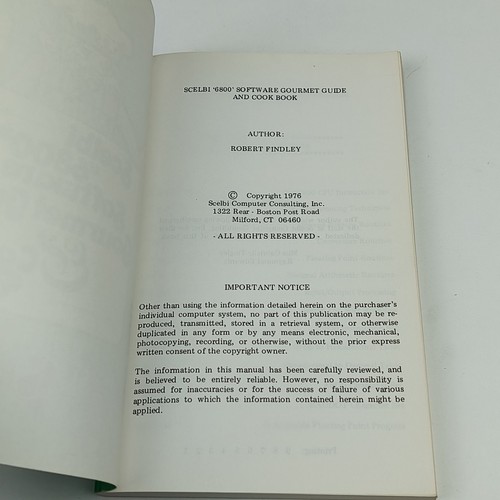 SCELBI '6800' SOFTWARE GOURMET GUIDE
AND COOK BOOK
AUTHOR:
ROBERT FINDLEY
© Copyright 1976
Scelbi Computer Consulting, Inc.
1322 Rear - Boston Post Road
Milford, CT 06460
- ALL RIGHTS RESERVED -
IMPORTANT NOTICE
Other than using the information detailed herein on the purchaser's
individual computer system, no part of this publication may be re-
produced, transmitted, stored in a retrieval system, or otherwise
duplicated in any form or by any means electronic, mechanical,
photocopying, recording, or otherwise, without the prior express
written consent of the copyright owner.
The information in this manual has been carefully reviewed, and
is believed to be entirely reliable. However, no responsibility is
assumed for inaccuracies or for the success or failure of various
applications to which the information contained herein might be
applied.